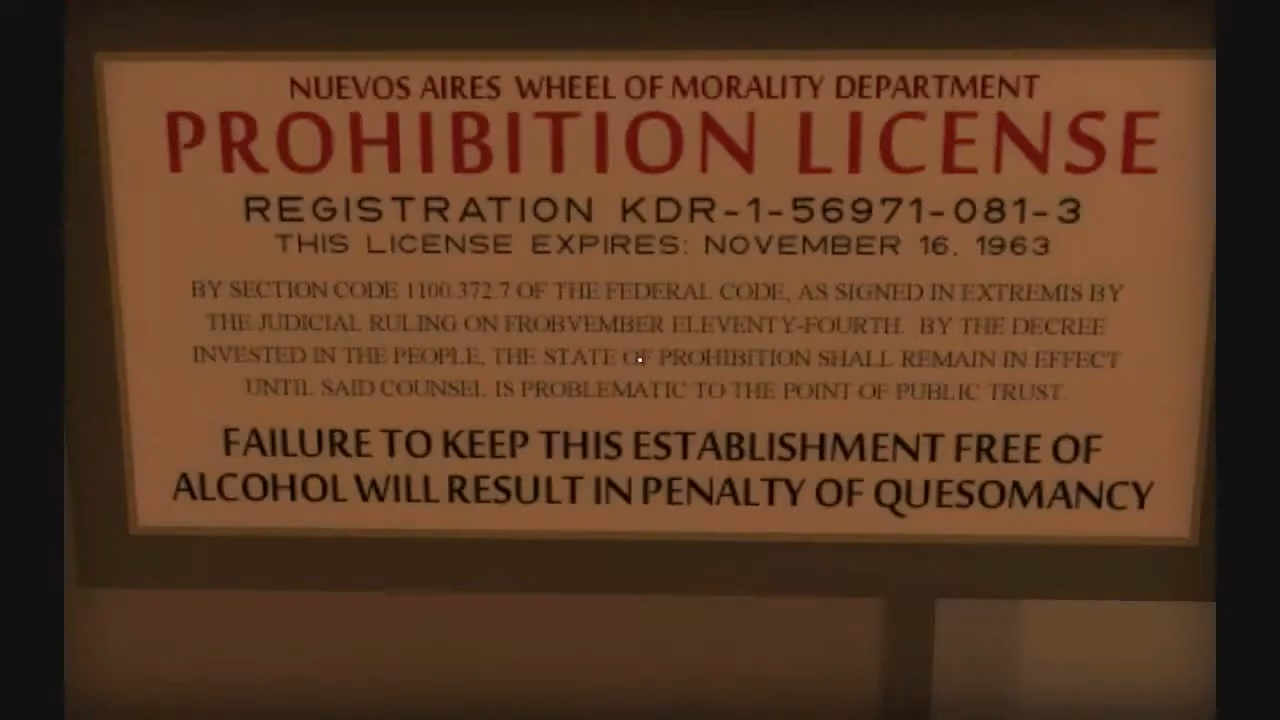 NUEVOS AIRES WHEEL OF MORALITY DEPARTMENT
PROHIBITION LICENSE
REGISTRATION KDR-1-56971-081-3
THIS LICENSE EXPIRES: NOVEMBER 16, 1963
BY SECTION CODE 1100.372.7 OF THE FEDERAL CODE, AS SIGNED IN EXTREMIS BY
THE JUDICIAL RULING ON FROBVEMBER ELEVENTY-FOURTH. BY THE DECREE
INVESTED IN THE PEOPLE, THE STATE OF PROHIBITION SHALL REMAIN IN EFFECT
UNTIL SAID COUNSEL IS PROBLEMATIC TO THE POINT OF PUBLIC TRUST.
FAILURE TO KEEP THIS ESTABLISHMENT FREE OF
ALCOHOL WILL RESULT IN PENALTY OF QUESOMANCY